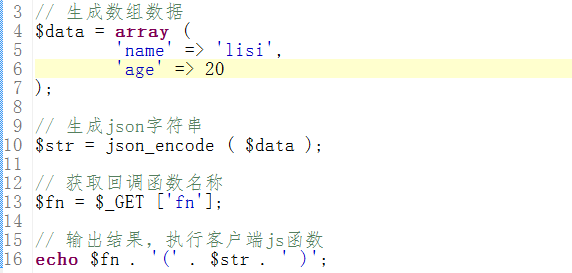 3 // 生成数组数据
4 $data = array (
5 'name' => 'lisi',
6 'age' => 20
7 );
8
9 // 生成json字符串
10 $str = json_encode ( $data );
11
12 // 获取回调函数名称
13 $fn = $_GET ['fn'];
14
15 // 输出结果，执行客户端js函数
16 echo $fn . '(' . $str . ' )';